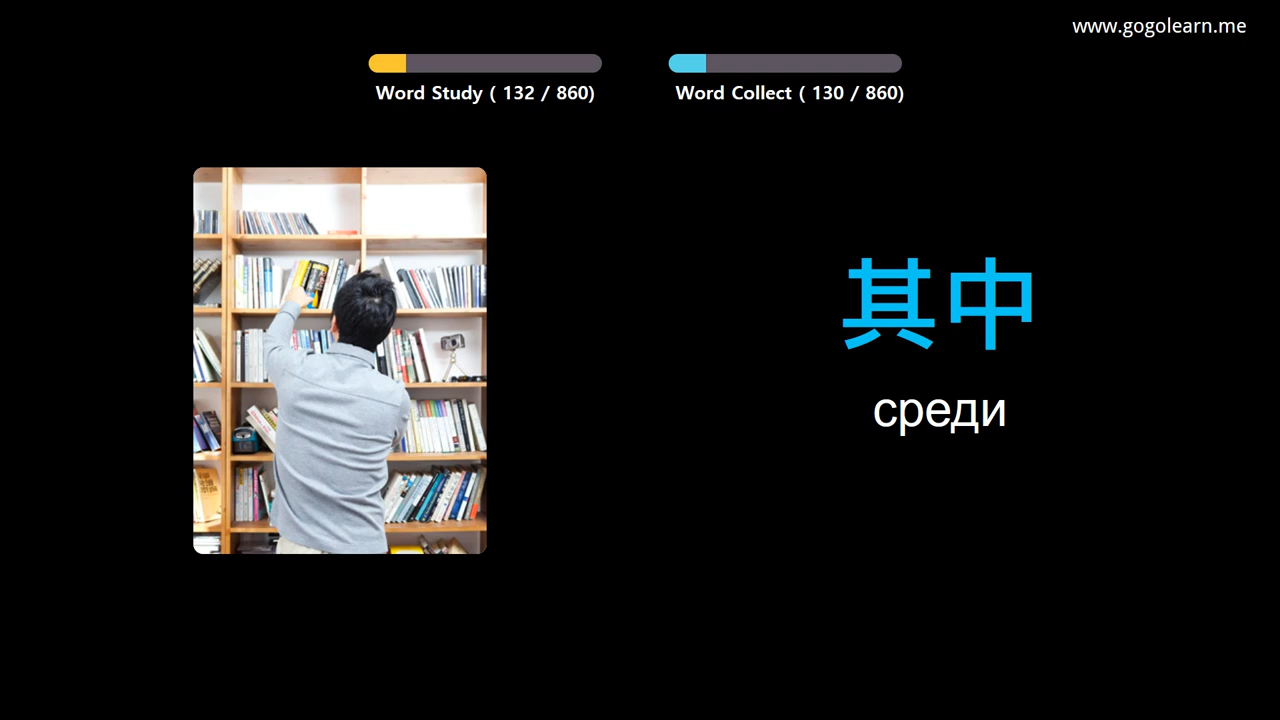 www.gogolearn.me
Word Study ( 132 / 860)
Word Collect ( 130 / 860)
其中
среди